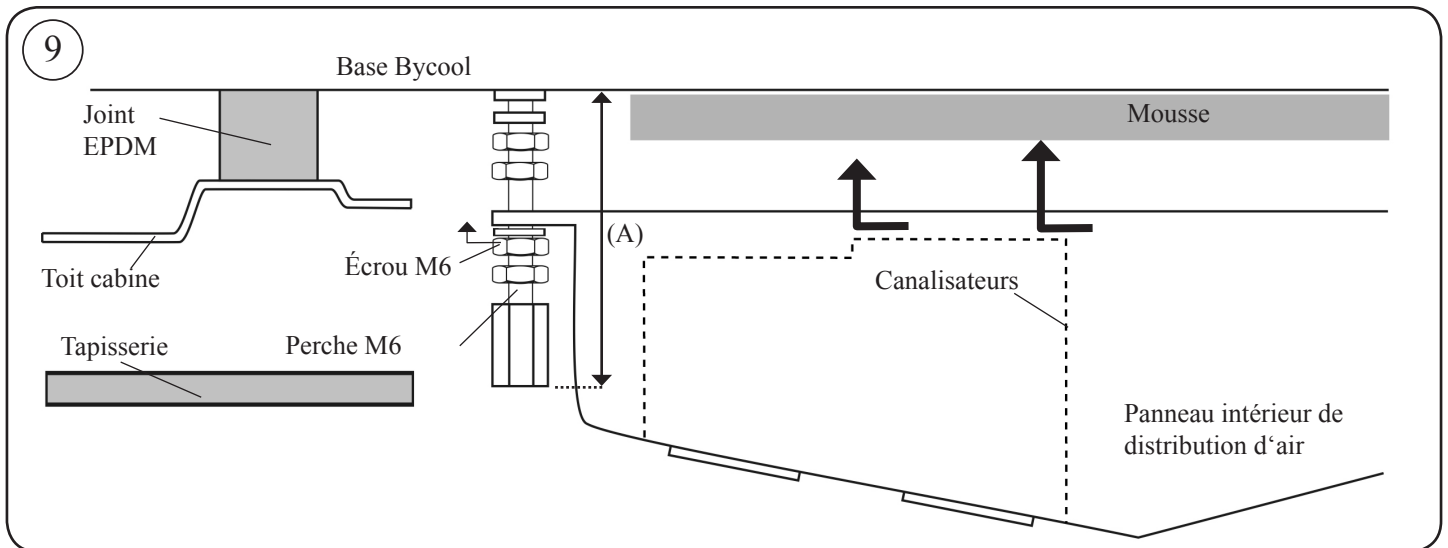 9
Base Bycool
Joint
EPDM
Mousse
(A)
Écrou M6
Toit cabine
Canalisateurs
Tapisserie
Perche M6
Panneau intérieur de
distribution d‘air